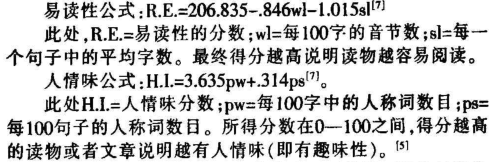 易读性公式:R.E.=206.835-.846wl-1.015sl[7]
此处,R.E.=易读性的分数;wl=每100字的音节数;sl=每一
个句子中的平均字数。最终得分越高说明读物越容易阅读。
人情味公式:H.I.=3.635pw+.314ps[7]。
此处H.I.=人情味分数;pw=每100字中的人称词数目;ps=
每100句子的人称词数目。所得分数在0—100之间,得分越高
的读物或者文章说明越有人情味(即有趣味性)。[5]